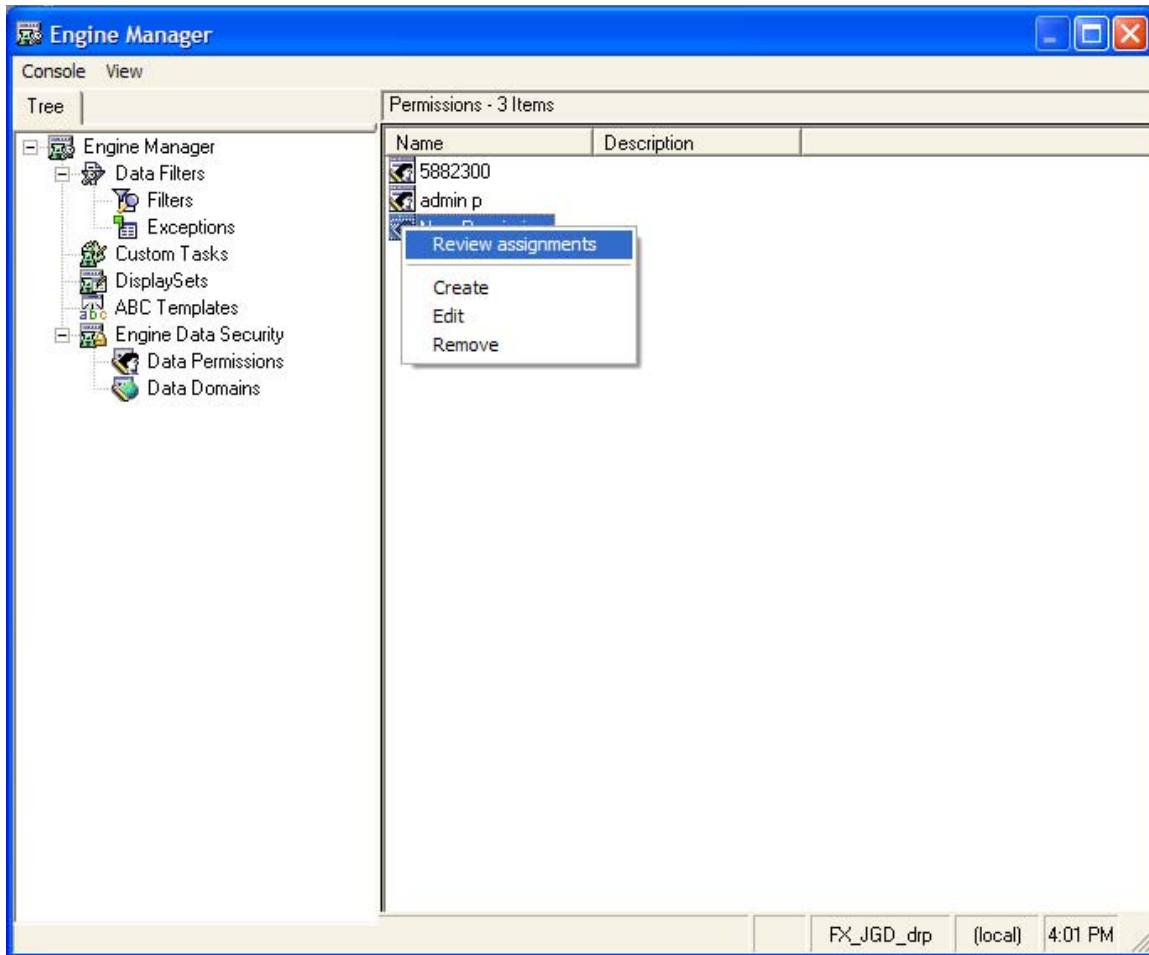 Engine Manager
Console View
Tree
Permissions - 3 Items
Engine Manager
Data Filters
Filters
Exceptions
Custom Tasks
DisplaySets
ABC Templates
Engine Data Security
Data Permissions
Data Domains
Name Description
5882300
admin p
Review assignments
Create
Edit
Remove
FX_JGD_drp (local) 4:01 PM